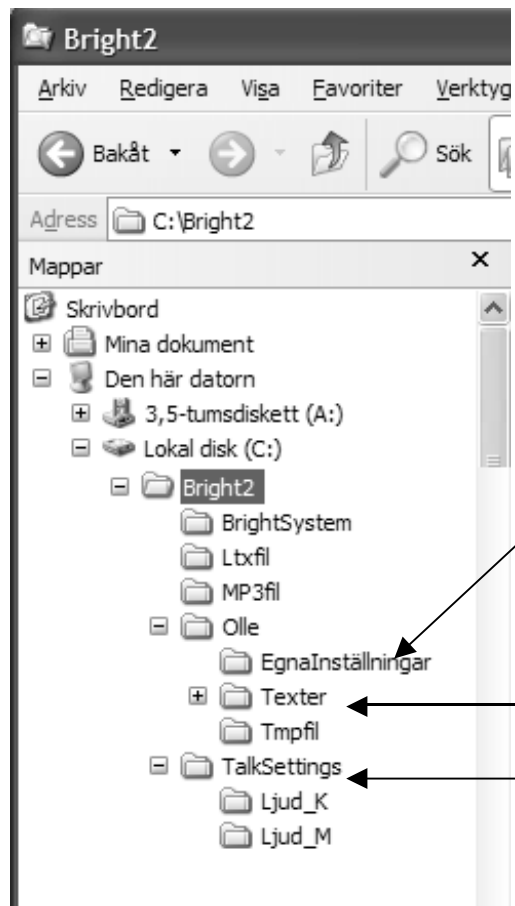 Bright2
Arkiv Redigera Visa Favoriter Verktyg
Bakåt Sök
Adress C:\Bright2
Mappar
Skrivbord
Mina dokument
Den här datorn
3,5-tumsdiskett (A:)
Lokal disk (C:)
Bright2
BrightSystem
Ltxfil
MP3fil
Olle
EgnaInställningar
Texter
Tmpfil
TalkSettings
Ljud_K
Ljud_M